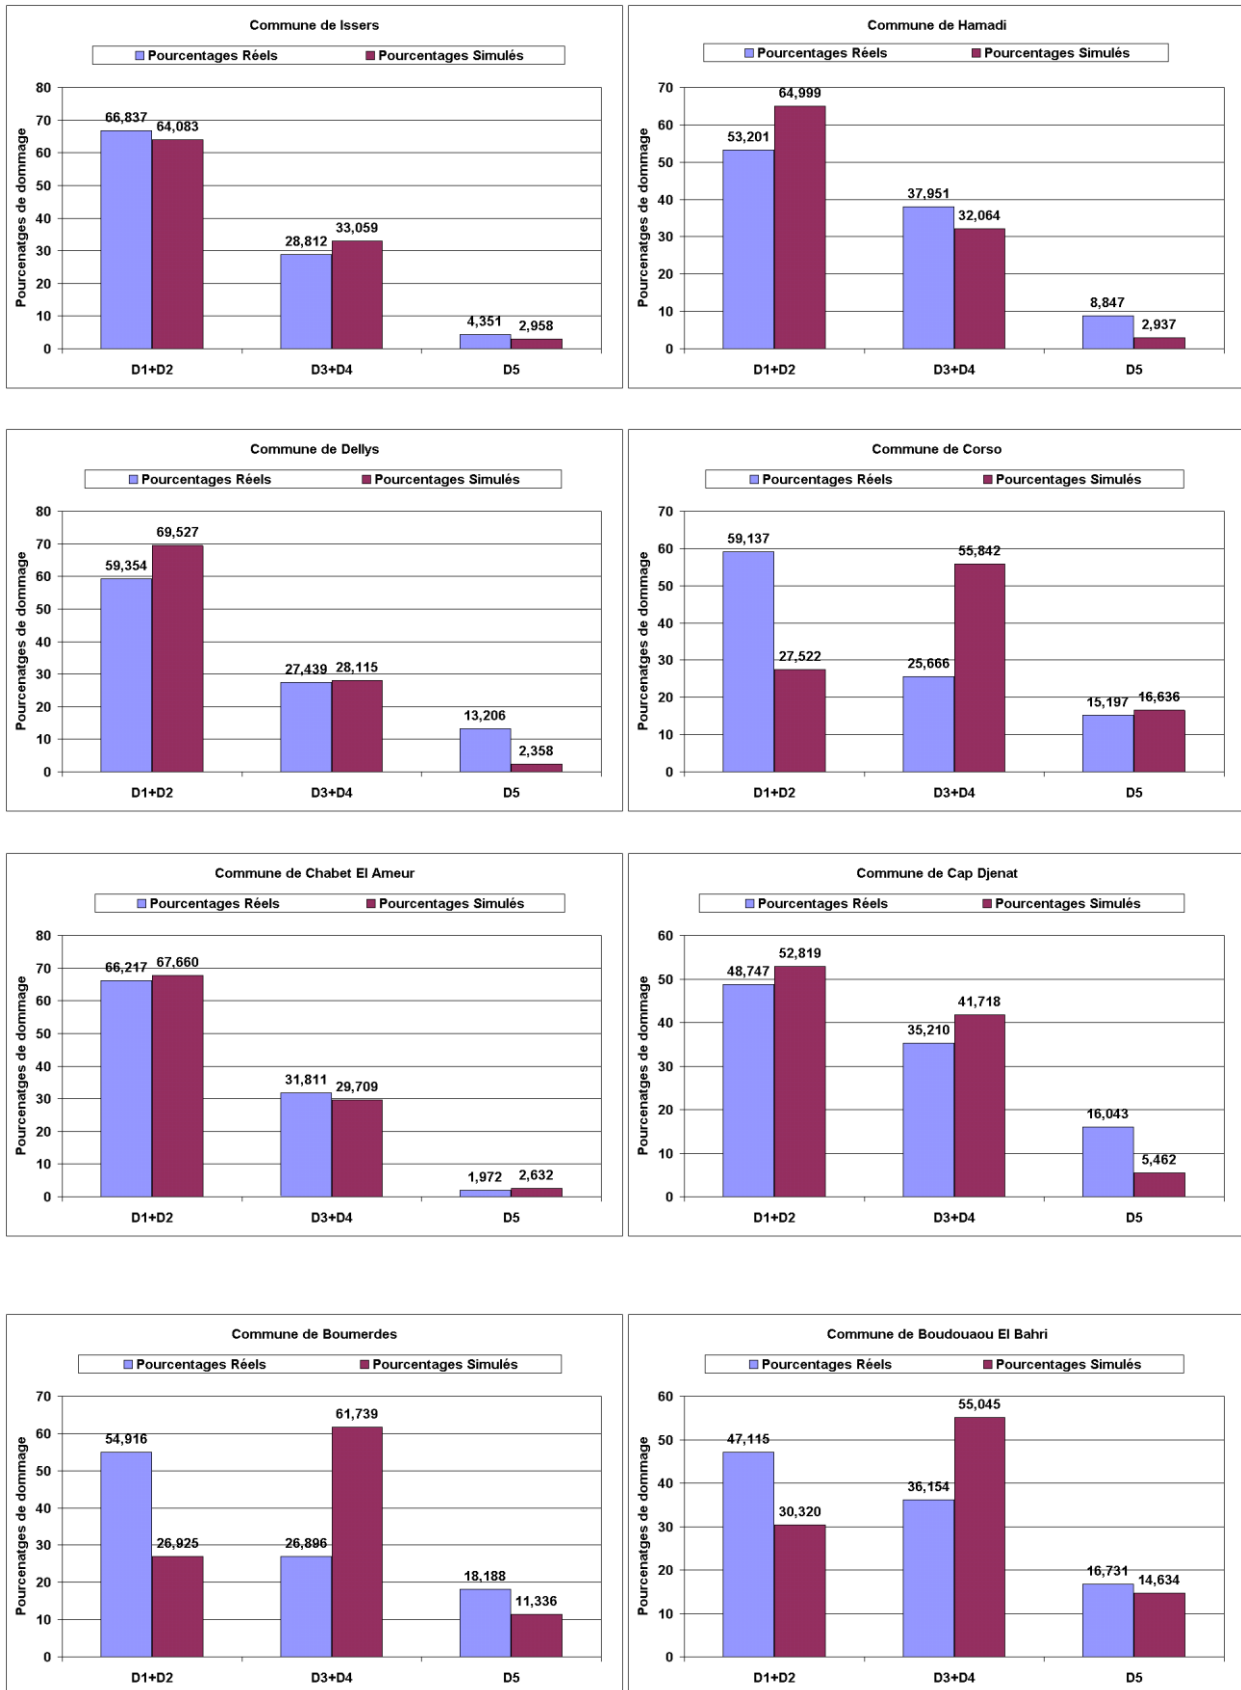 Commune de Issers
Pourcentages Réels Pourcentages Simulés
Pourcenatges de dommage
80
70
60
50
40
30
20
10
0
66,837 64,083
28,812 33,059
4,351 2,958
D1+D2 D3+D4 D5
Commune de Hamadi
Pourcentages Réels Pourcentages Simulés
Pourcenatges de dommage
70
60
50
40
30
20
10
0
53,201 64,999
37,951 32,064
8,847 2,937
D1+D2 D3+D4 D5
Commune de Dellys
Pourcentages Réels Pourcentages Simulés
Pourcenatges de dommage
80
70
60
50
40
30
20
10
0
59,354 69,527
27,439 28,115
13,206 2,358
D1+D2 D3+D4 D5
Commune de Corso
Pourcentages Réels Pourcentages Simulés
Pourcenatges de dommage
70
60
50
40
30
20
10
0
59,137 27,522
25,666 55,842
15,197 16,636
D1+D2 D3+D4 D5
Commune de Chabet El Ameur
Pourcentages Réels Pourcentages Simulés
Pourcenatges de dommage
80
70
60
50
40
30
20
10
0
66,217 67,660
31,811 29,709
1,972 2,632
D1+D2 D3+D4 D5
Commune de Cap Djenat
Pourcentages Réels Pourcentages Simulés
Pourcenatges de dommage
60
50
40
30
20
10
0
48,747 52,819
35,210 41,718
16,043 5,462
D1+D2 D3+D4 D5
Commune de Boumerdes
Pourcentages Réels Pourcentages Simulés
Pourcenatges de dommage
70
60
50
40
30
20
10
0
54,916 26,925
26,896 61,739
18,188 11,336
D1+D2 D3+D4 D5
Commune de Boudouaou El Bahri
Pourcentages Réels Pourcentages Simulés
Pourcenatges de dommage
60
50
40
30
20
10
0
47,115 30,320
36,154 55,045
16,731 14,634
D1+D2 D3+D4 D5